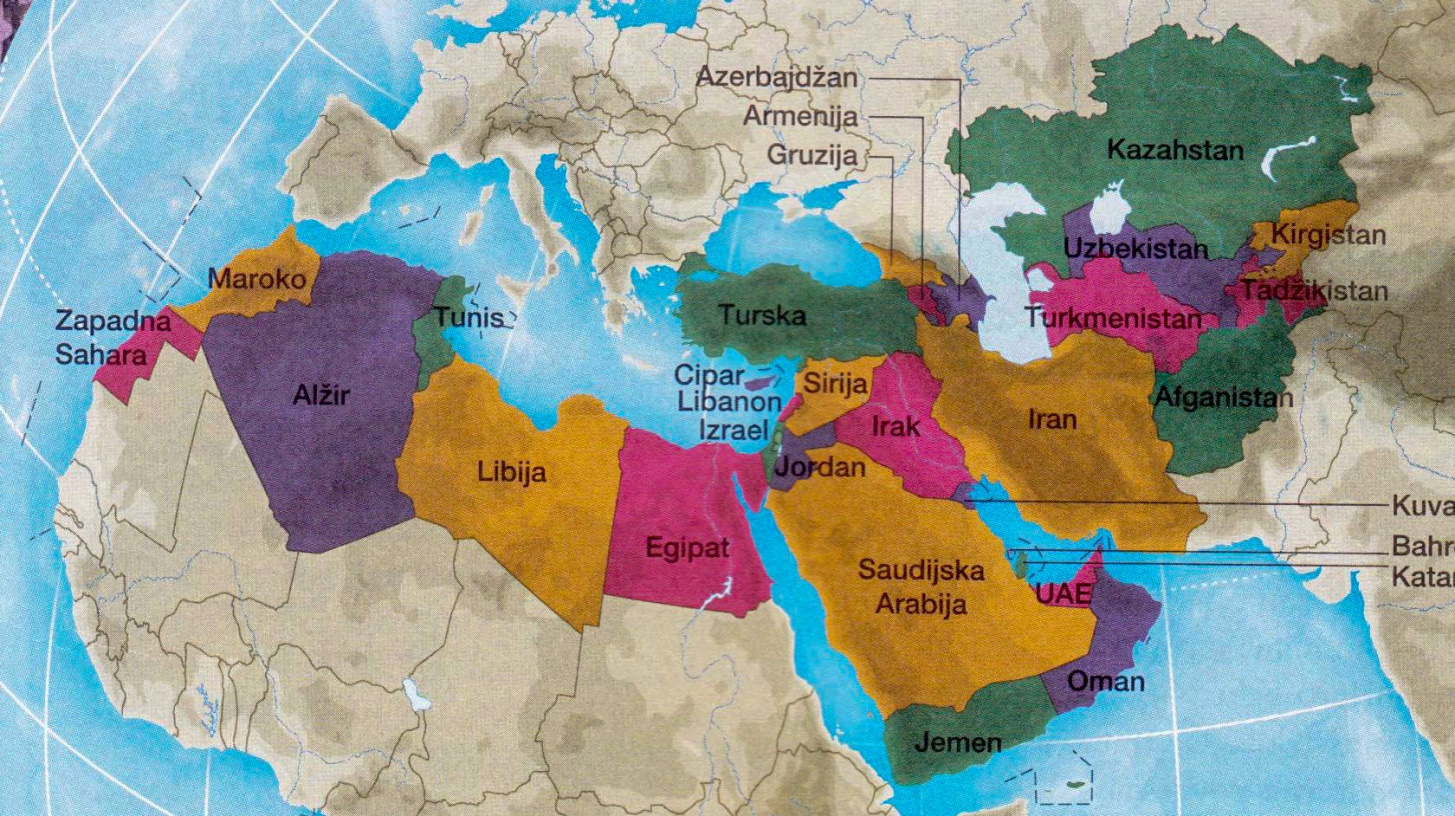 Azerbajdžan
Armenija
Gruzija
Kazahstan
Uzbekistan
Kirgistan
Tadžikistan
Turkmenistan
Maroko
Zapadna
Sahara
Tunis
Turska
Alžir
Cipar
Libanon
Izrael
Sirija
Irak
Iran
Afganistan
Libija
Jordan
Egipat
Kuva
Bahr
Katar
Saudijska
Arabija
UAE
Oman
Jemen